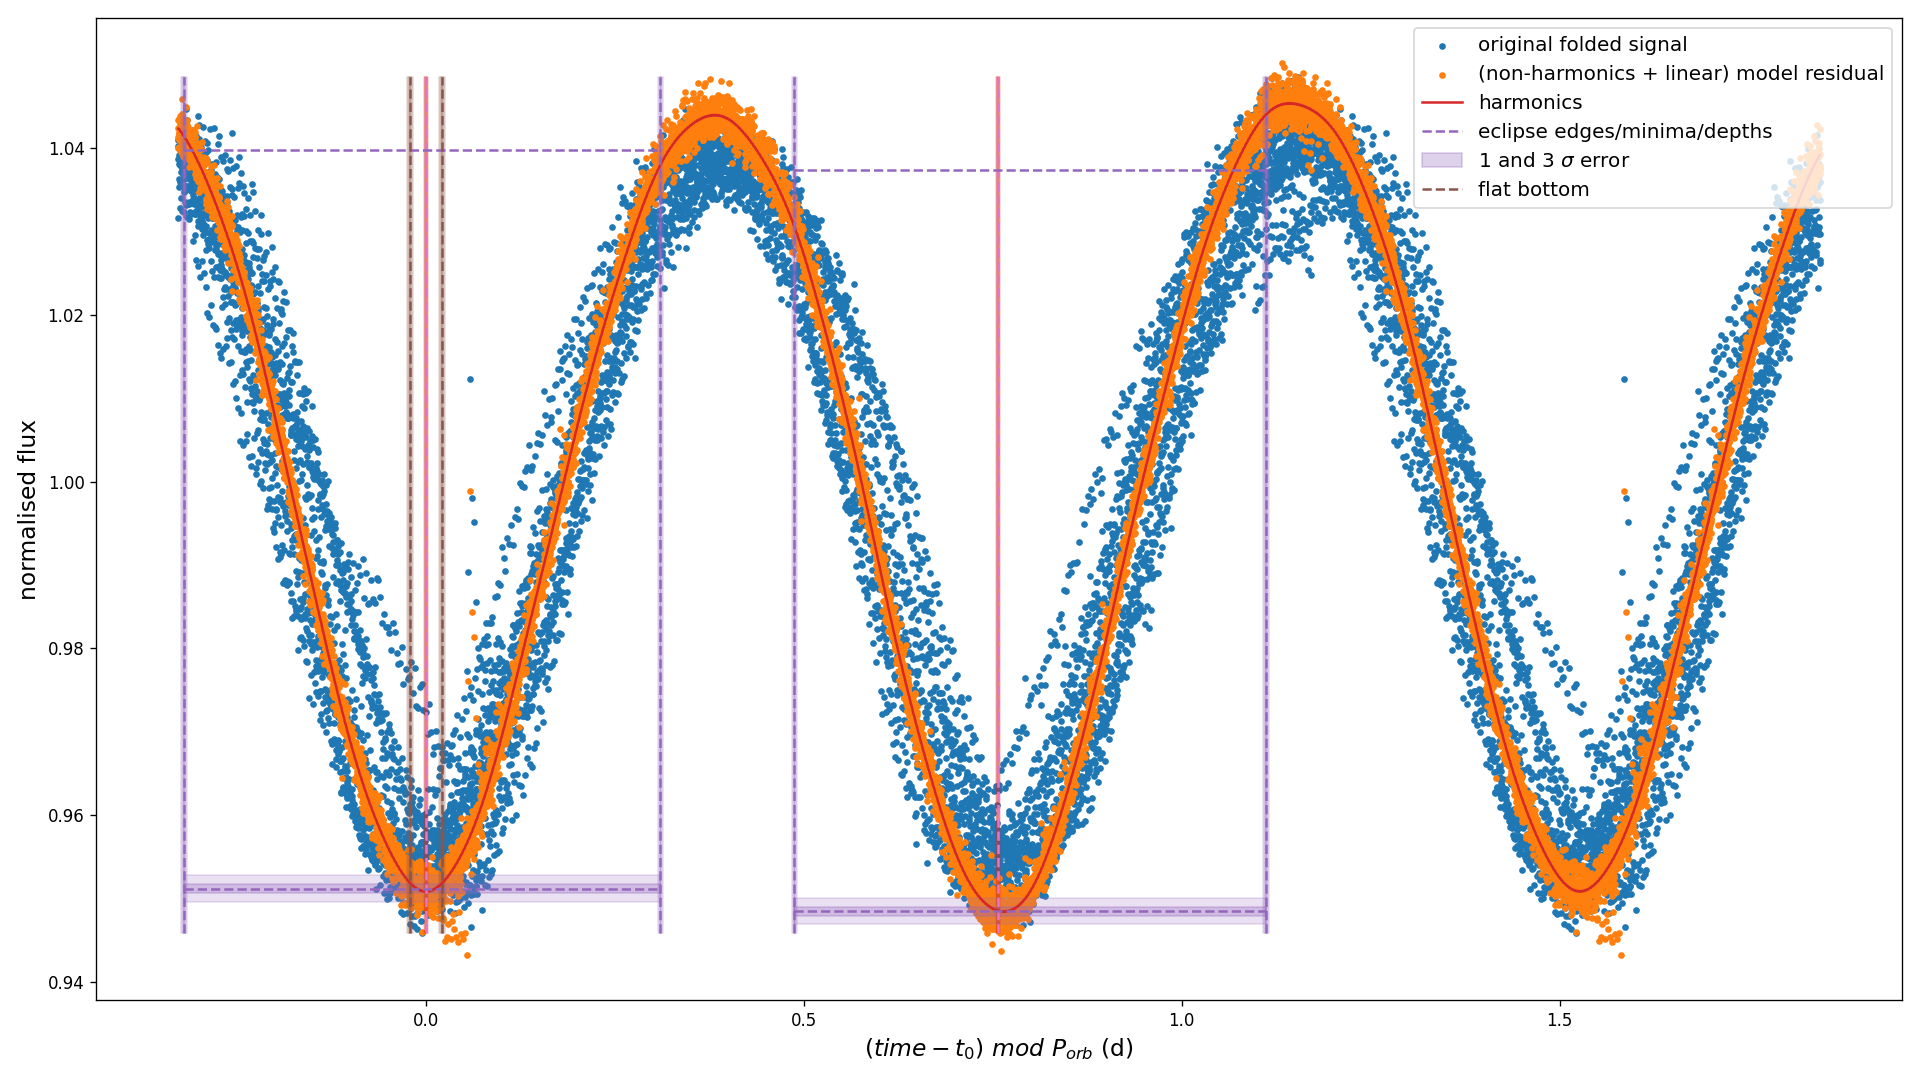 original folded signal
(non-harmonics + linear) model residual
harmonics
eclipse edges/minima/depths
1 and 3 σ error
flat bottom
normalised flux
1.04
1.02
1.00
0.98
0.96
0.94
0.0 0.5 1.0 1.5
(time − t₀) mod Pₒᵣᵦ (d)